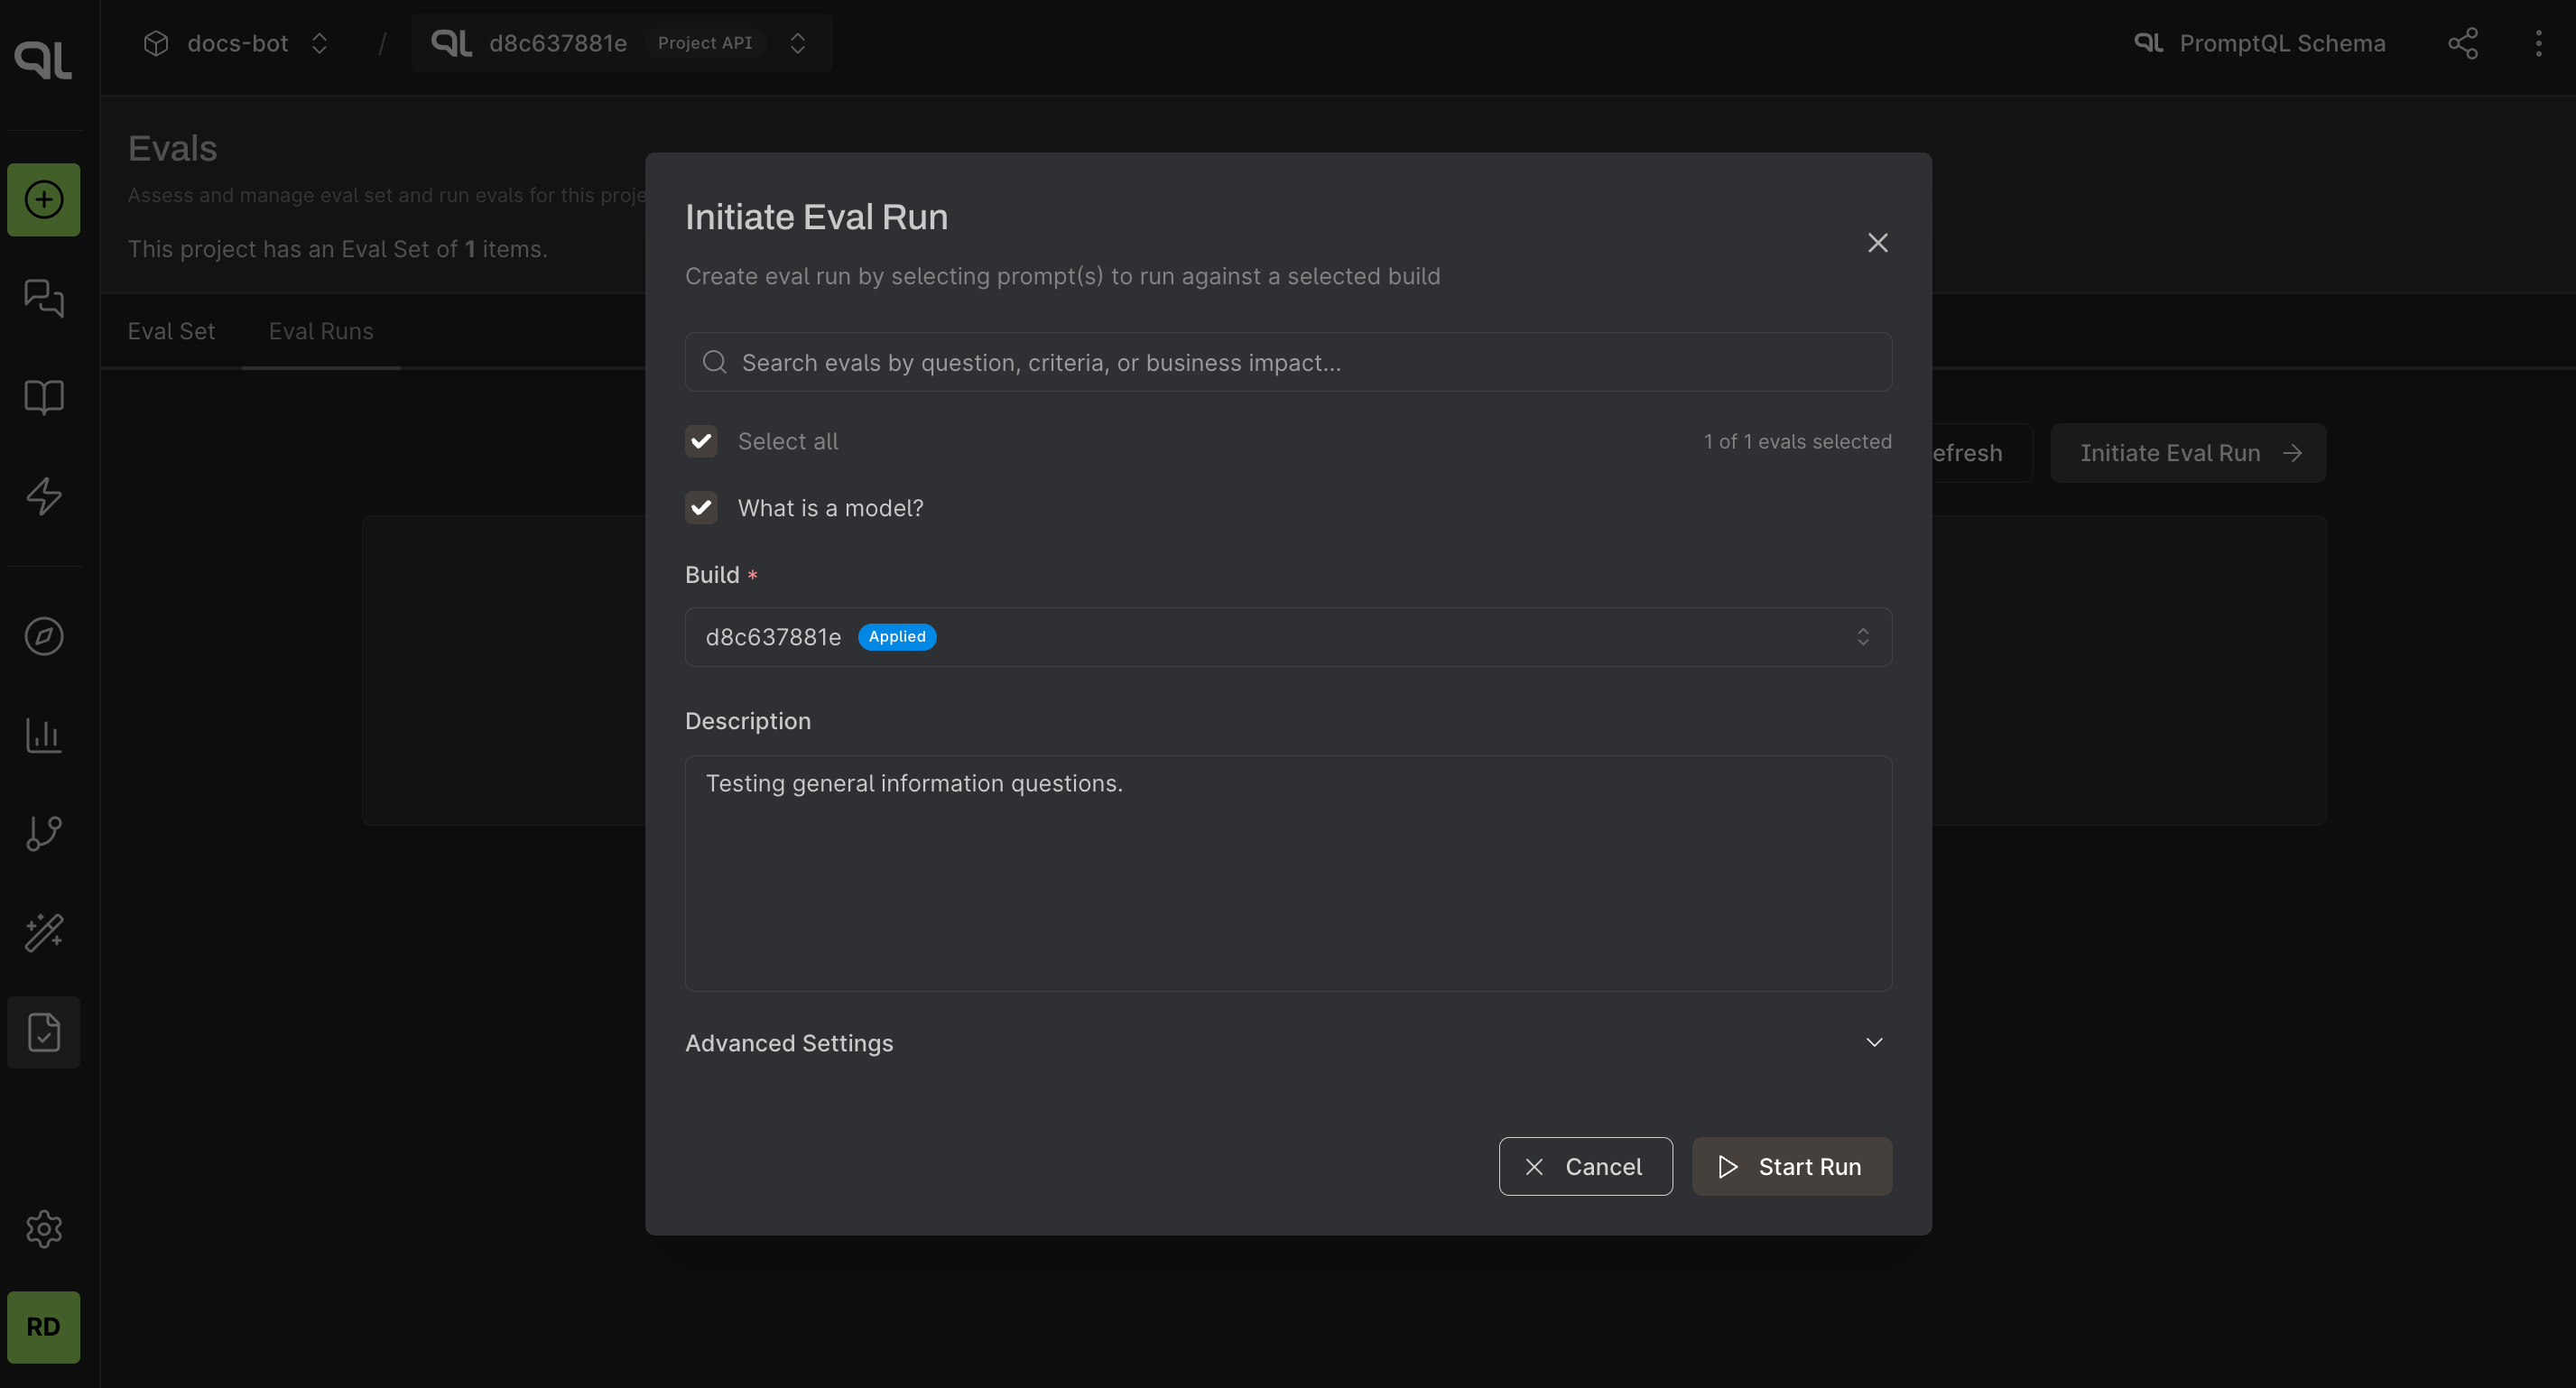 docs-bot / QL d8c637881e Project API
PromptQL Schema
Evals
Assess and manage eval set and run evals for this proje
This project has an Eval Set of 1 items.
Eval Set Eval Runs
efresh
Initiate Eval Run
Initiate Eval Run
Create eval run by selecting prompt(s) to run against a selected build
Search evals by question, criteria, or business impact...
Select all
1 of 1 evals selected
What is a model?
Build *
d8c637881e Applied
Description
Testing general information questions.
Advanced Settings
Cancel
Start Run
RD